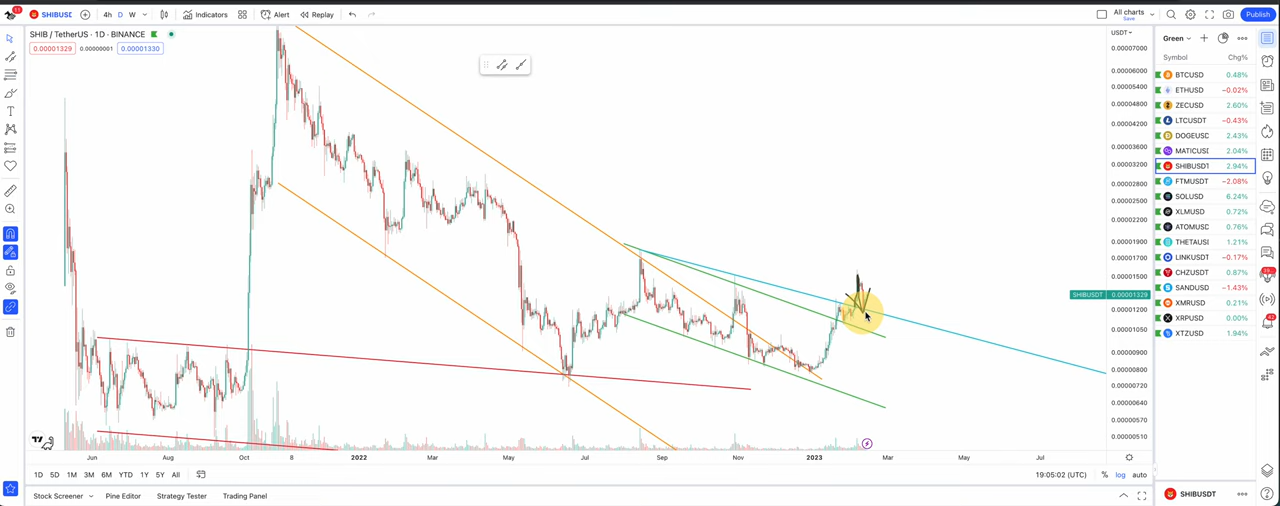 13
SHIBUSD
4h D W
Indicators
Alert
Replay
All charts
Save
Publish
SHIB / TetherUS · 1D · BINANCE
0.00001329 0.00000001 0.00001330
USDT
0.00007000
0.00006000
0.00005400
0.00004800
0.00004200
0.00003600
0.00003200
0.00002800
0.00002500
0.00002200
0.00001900
0.00001700
0.00001500
SHIBUSDT 0.00001329
0.00001200
0.00001050
0.00000900
0.00000800
0.00000720
0.00000640
0.00000570
0.00000510
Jun Aug Oct 8 2022 Mar May Jul Sep Nov 2023 Mar May Jul
1D 5D 1M 3M 6M YTD 1Y 5Y All
19:05:02 (UTC) % log auto
Stock Screener Pine Editor Strategy Tester Trading Panel
Green
Symbol Chg%
BTCUSD 0.48%
ETHUSD −0.02%
ZECUSD 2.60%
LTCUSDT −0.43%
DOGEUSD 2.43%
MATICUSD 2.04%
SHIBUSDT 2.94%
FTMUSDT −2.08%
SOLUSD 6.24%
XLMUSD 0.72%
ATOMUSD 0.76%
THETAUSD 1.21%
LINKUSDT −0.17%
CHZUSDT 0.87%
SANDUSD −1.43%
XMRUSD 0.21%
XRPUSD 0.00%
XTZUSD 1.94%
SHIBUSDT
42